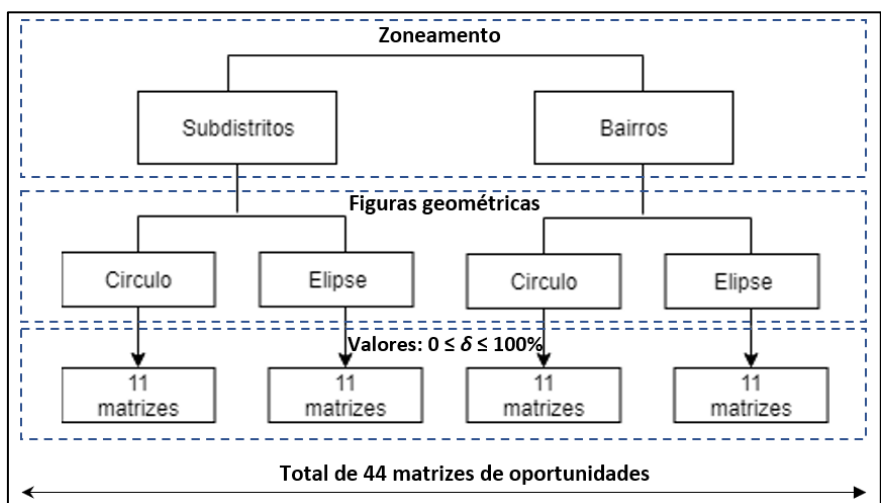 Zoneamento
Subdistritos
Bairros
Figuras geométricas
Circulo
Elipse
Circulo
Elipse
Valores: 0 ≤ δ ≤ 100%
11
matrizes
11
matrizes
11
matrizes
11
matrizes
Total de 44 matrizes de oportunidades